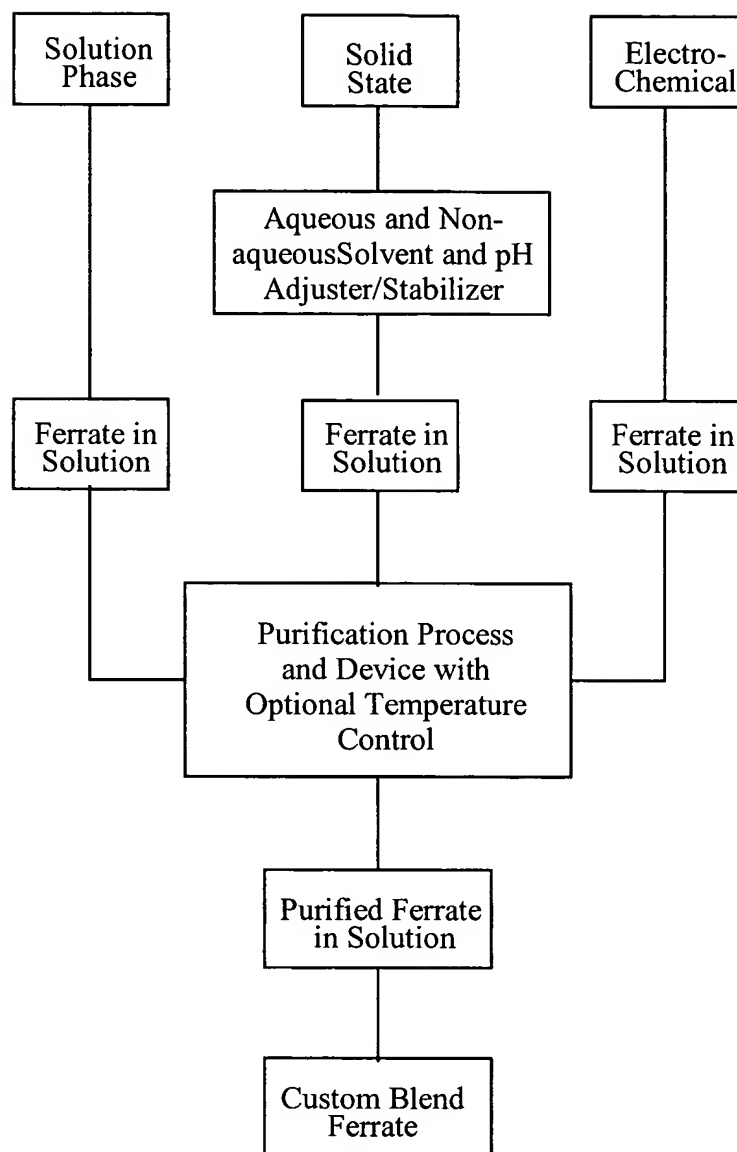 Solution
Phase
Solid
State
Electro-
Chemical
Aqueous and Non-
aqueousSolvent and pH
Adjuster/Stabilizer
Ferrate in
Solution
Ferrate in
Solution
Ferrate in
Solution
Purification Process
and Device with
Optional Temperature
Control
Purified Ferrate
in Solution
Custom Blend
Ferrate